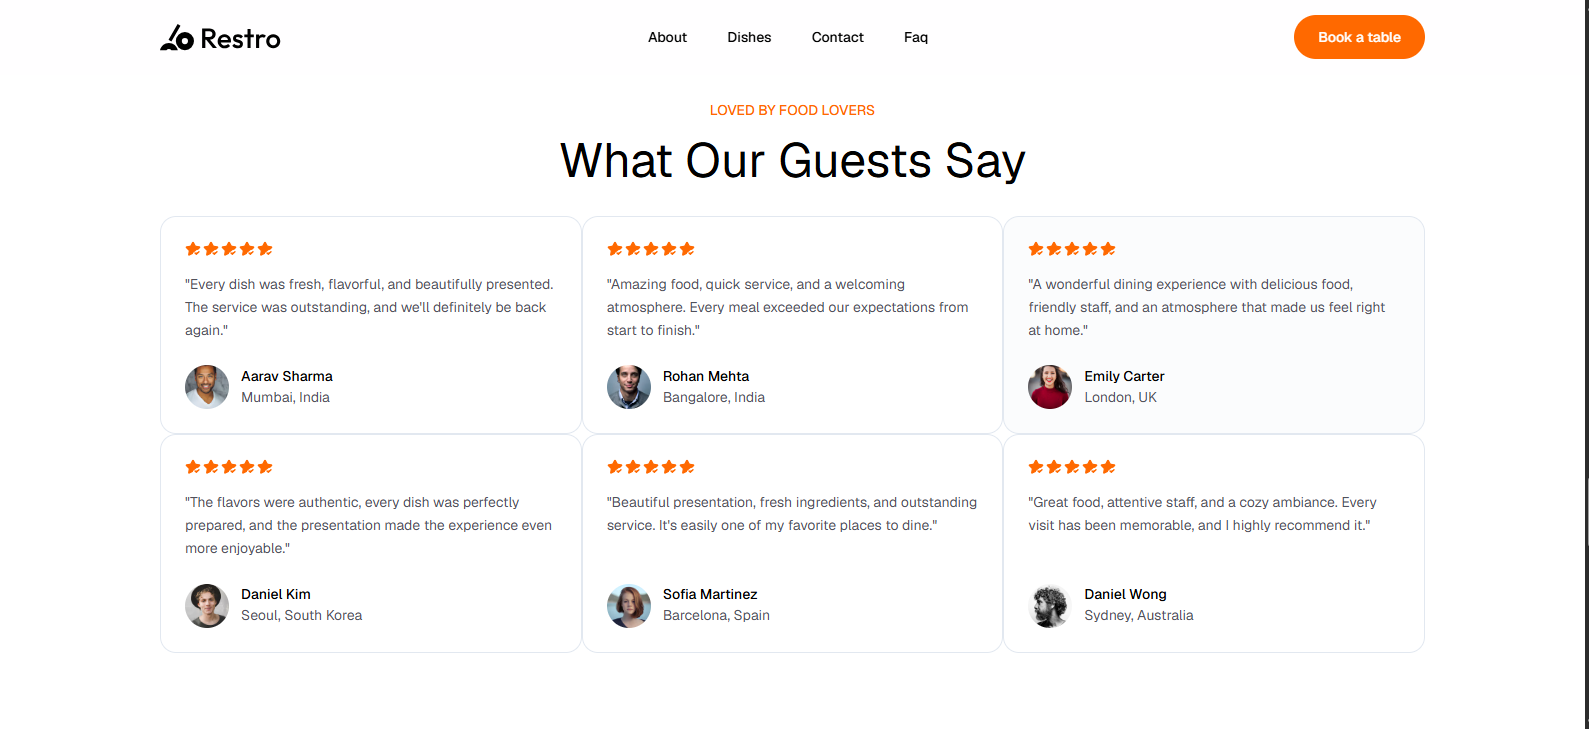 Restro
About
Dishes
Contact
Faq
Book a table
LOVED BY FOOD LOVERS
What Our Guests Say
"Every dish was fresh, flavorful, and beautifully presented.
The service was outstanding, and we'll definitely be back
again."
Aarav Sharma
Mumbai, India
"Amazing food, quick service, and a welcoming
atmosphere. Every meal exceeded our expectations from
start to finish."
Rohan Mehta
Bangalore, India
"A wonderful dining experience with delicious food,
friendly staff, and an atmosphere that made us feel right
at home."
Emily Carter
London, UK
"The flavors were authentic, every dish was perfectly
prepared, and the presentation made the experience even
more enjoyable."
Daniel Kim
Seoul, South Korea
"Beautiful presentation, fresh ingredients, and outstanding
service. It's easily one of my favorite places to dine."
Sofia Martinez
Barcelona, Spain
"Great food, attentive staff, and a cozy ambiance. Every
visit has been memorable, and I highly recommend it."
Daniel Wong
Sydney, Australia